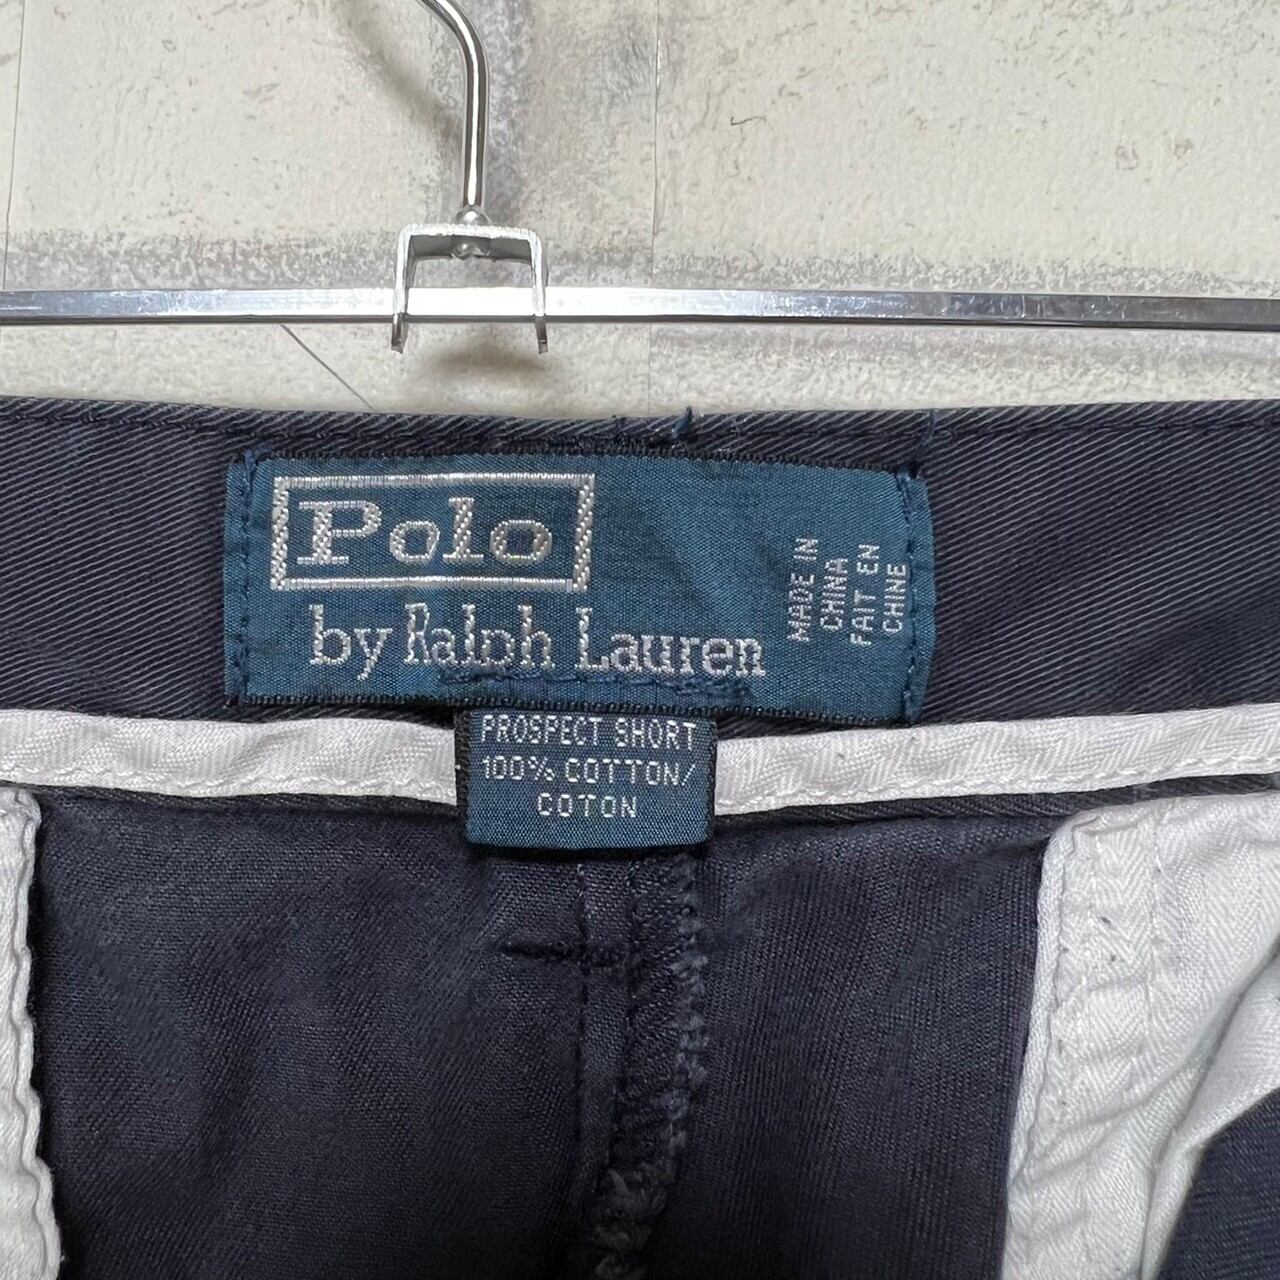 Polo
by Ralph Lauren
MADE IN
CHINA
FAIT EN
CHINE
PROSPECT SHORT
100% COTTON/
COTON